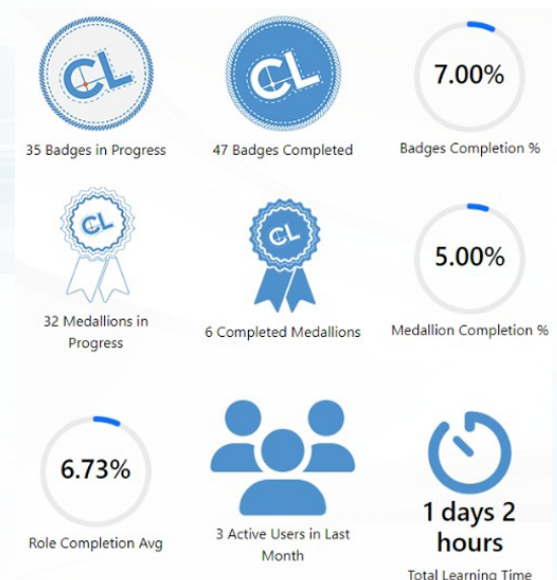 CL
CL
7.00%
35 Badges in Progress
47 Badges Completed
Badges Completion %
CL
CL
5.00%
32 Medallions in
Progress
6 Completed Medallions
Medallion Completion %
6.73%
Role Completion Avg
3 Active Users in Last
Month
1 days 2
hours
Total Learning Time